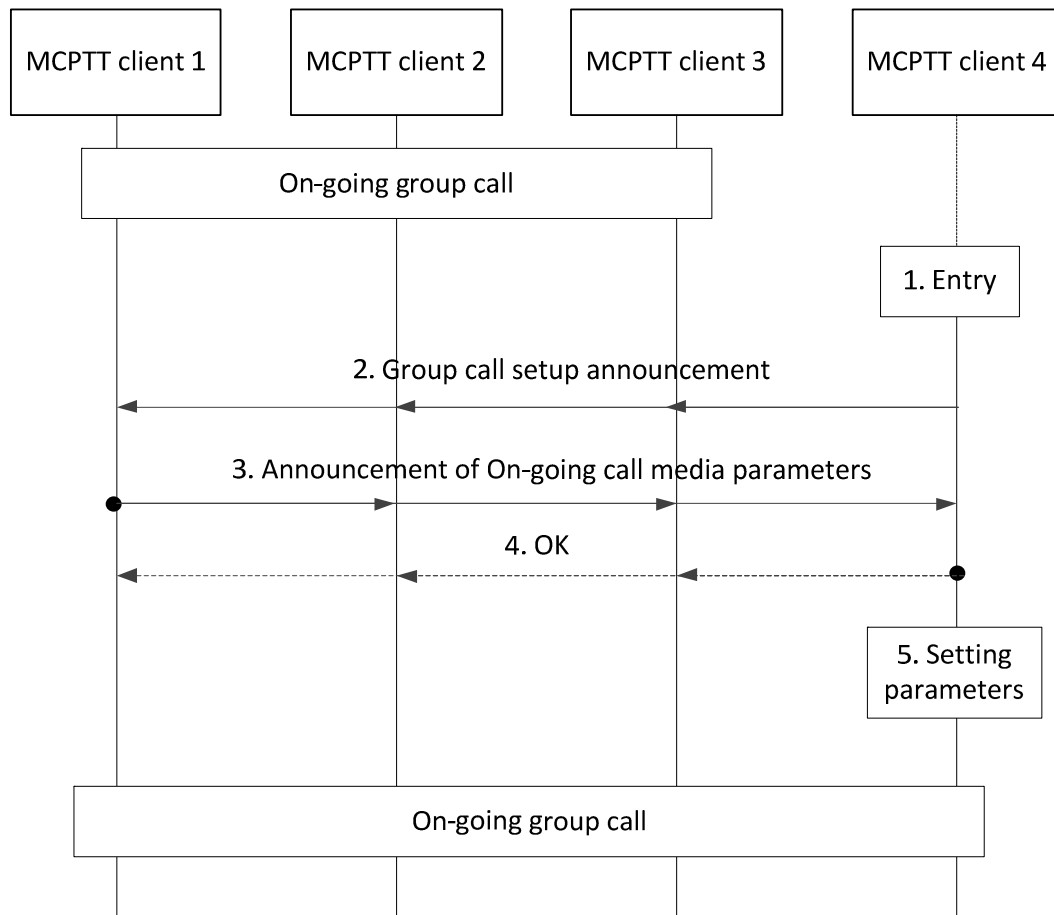 MCPTT client 1
MCPTT client 2
MCPTT client 3
MCPTT client 4
On-going group call
1. Entry
2. Group call setup announcement
3. Announcement of On-going call media parameters
4. OK
5. Setting
parameters
On-going group call